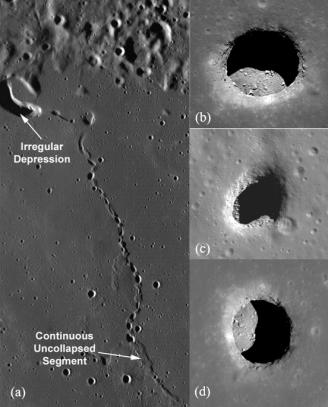 Irregular
Depression
Continuous
Uncollapsed
Segment
(a)
(b)
(c)
(d)